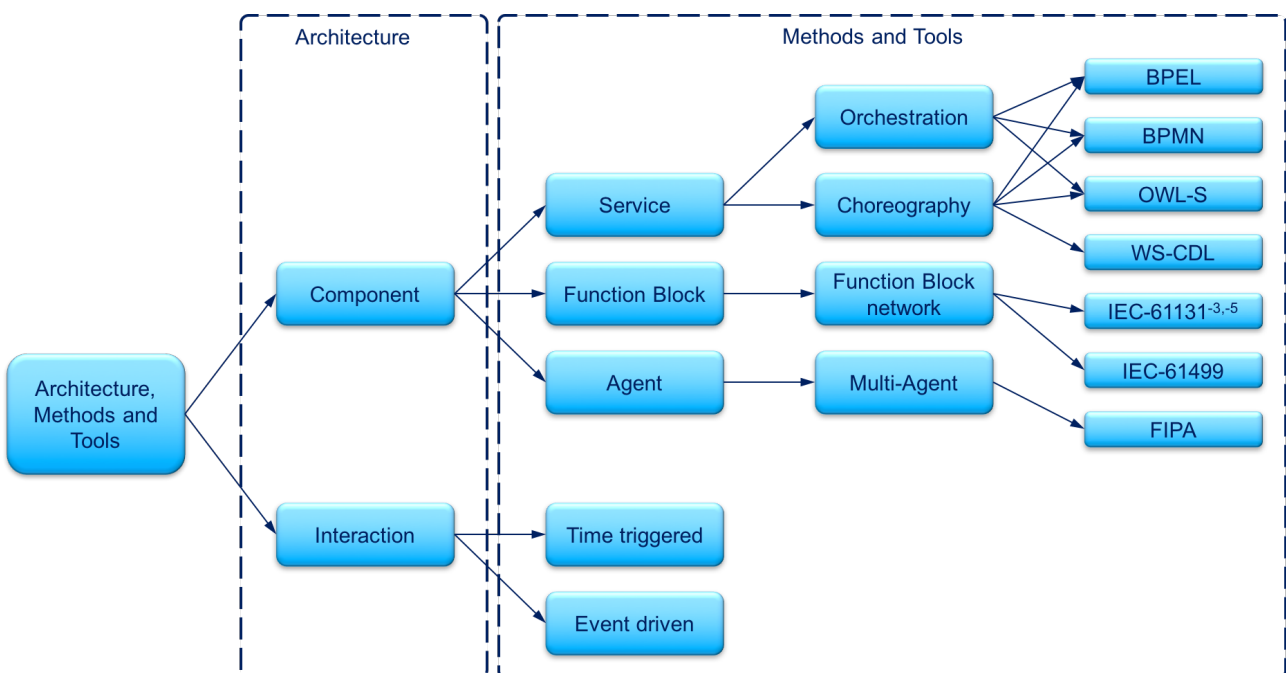 Architecture
Methods and Tools
BPEL
Orchestration
BPMN
Service
Choreography
OWL-S
WS-CDL
Component
Function Block
Function Block
network
IEC-61131-3,-5
Architecture,
Methods and
Tools
Agent
Multi-Agent
IEC-61499
FIPA
Interaction
Time triggered
Event driven